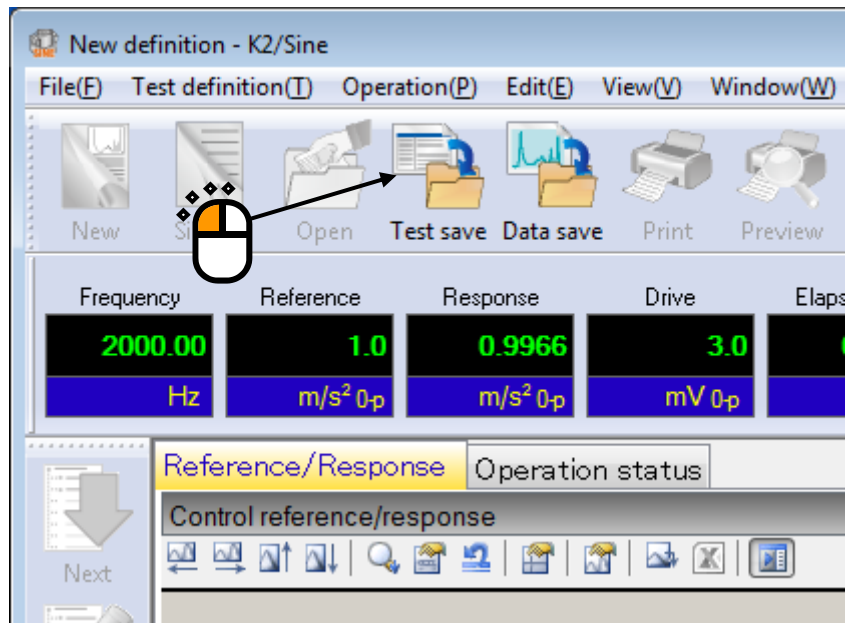 New definition - K2/Sine
File(F) Test definition(T) Operation(P) Edit(E) View(V) Window(W)
New Open Test save Data save Print Preview
Frequency Reference Response Drive Elaps
2000.00 1.0 0.9966 3.0
Hz m/s² 0-p m/s² 0-p mV 0-p
Reference/Response Operation status
Control reference/response
Next